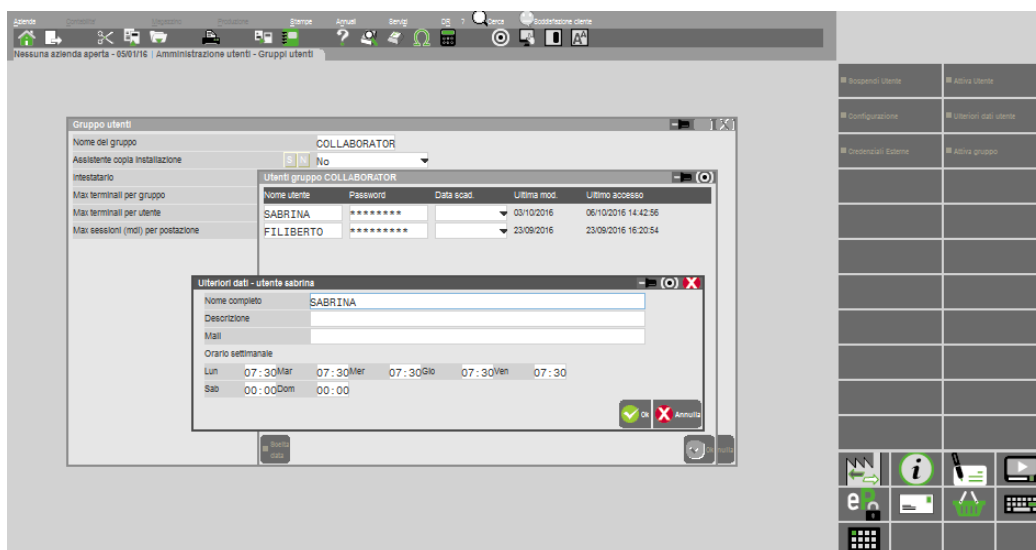 Azienda Contabilità Magazzino Produzione Stampe Annuali Servizi DR ? Cerca Soddisfazione cliente
Nessuna azienda aperta - 05/01/16 | Amministrazione utenti - Gruppi utenti
Sospendi Utente Attiva Utente
Configurazione Ulteriori dati utente
Credenziali Esterne Attiva gruppo
Gruppo utenti
Nome del gruppo COLLABORATOR
Assistente copia installazione S N No
Intestatario
Max terminali per gruppo
Max terminali per utente
Max sessioni (mdi) per postazione
Utenti gruppo COLLABORATOR
Nome utente Password Data scad. Ultima mod. Ultimo accesso
SABRINA ******** 03/10/2016 06/10/2016 14:42:56
FILIBERTO ********* 23/09/2016 23/09/2016 16:20:54
Ulteriori dati - utente sabrina
Nome completo SABRINA
Descrizione
Mail
Orario settimanale
Lun 07:30 Mar 07:30 Mer 07:30 Gio 07:30 Ven 07:30
Sab 00:00 Dom 00:00
Ok Annulla
data
Ok nulla